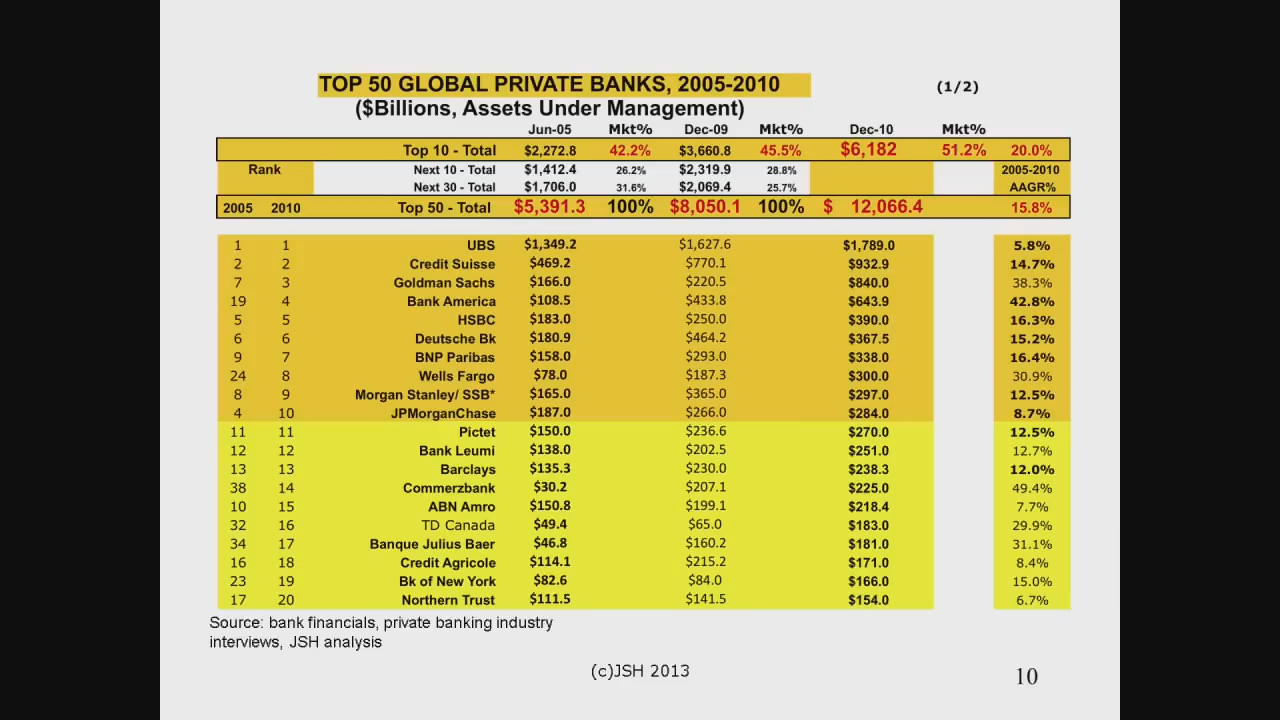 TOP 50 GLOBAL PRIVATE BANKS, 2005-2010 (1/2)
($Billions, Assets Under Management)
Jun-05 Mkt% Dec-09 Mkt% Dec-10 Mkt%
Top 10 - Total $2,272.8 42.2% $3,660.8 45.5% $6,182 51.2% 20.0%
Rank Next 10 - Total $1,412.4 26.2% $2,319.9 28.8% 2005-2010
Next 30 - Total $1,706.0 31.6% $2,069.4 25.7% AAGR%
2005 2010 Top 50 - Total $5,391.3 100% $8,050.1 100% $ 12,066.4 15.8%
1 1 UBS $1,349.2 $1,627.6 $1,789.0 5.8%
2 2 Credit Suisse $469.2 $770.1 $932.9 14.7%
7 3 Goldman Sachs $166.0 $220.5 $840.0 38.3%
19 4 Bank America $108.5 $433.8 $643.9 42.8%
5 5 HSBC $183.0 $250.0 $390.0 16.3%
6 6 Deutsche Bk $180.9 $464.2 $367.5 15.2%
9 7 BNP Paribas $158.0 $293.0 $338.0 16.4%
24 8 Wells Fargo $78.0 $187.3 $300.0 30.9%
8 9 Morgan Stanley/ SSB* $165.0 $365.0 $297.0 12.5%
4 10 JPMorganChase $187.0 $266.0 $284.0 8.7%
11 11 Pictet $150.0 $236.6 $270.0 12.5%
12 12 Bank Leumi $138.0 $202.5 $251.0 12.7%
13 13 Barclays $135.3 $230.0 $238.3 12.0%
38 14 Commerzbank $30.2 $207.1 $225.0 49.4%
10 15 ABN Amro $150.8 $199.1 $218.4 7.7%
32 16 TD Canada $49.4 $65.0 $183.0 29.9%
34 17 Banque Julius Baer $46.8 $160.2 $181.0 31.1%
16 18 Credit Agricole $114.1 $215.2 $171.0 8.4%
23 19 Bk of New York $82.6 $84.0 $166.0 15.0%
17 20 Northern Trust $111.5 $141.5 $154.0 6.7%
Source: bank financials, private banking industry
interviews, JSH analysis
(c)JSH 2013
10